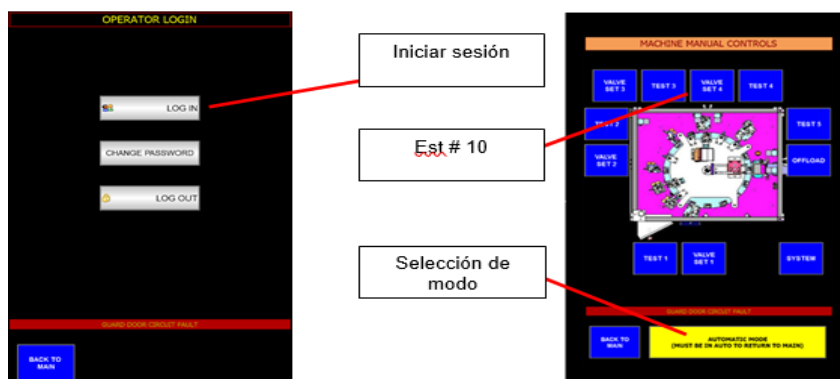 OPERATOR LOGIN
LOG IN
CHANGE PASSWORD
LOG OUT
GUARD DOOR CIRCUIT FAULT
BACK TO
MAIN
Iniciar sesión
Est # 10
Selección de
modo
MACHINE MANUAL CONTROLS
VALVE
SET 3
TEST 3
VALVE
SET 4
TEST 4
TEST 2
TEST 5
VALVE
SET 2
OFFLOAD
TEST 1
VALVE
SET 1
SYSTEM
GUARD DOOR CIRCUIT FAULT
BACK TO
MAIN
AUTOMATIC MODE
(MUST BE IN AUTO TO RETURN TO MAIN)